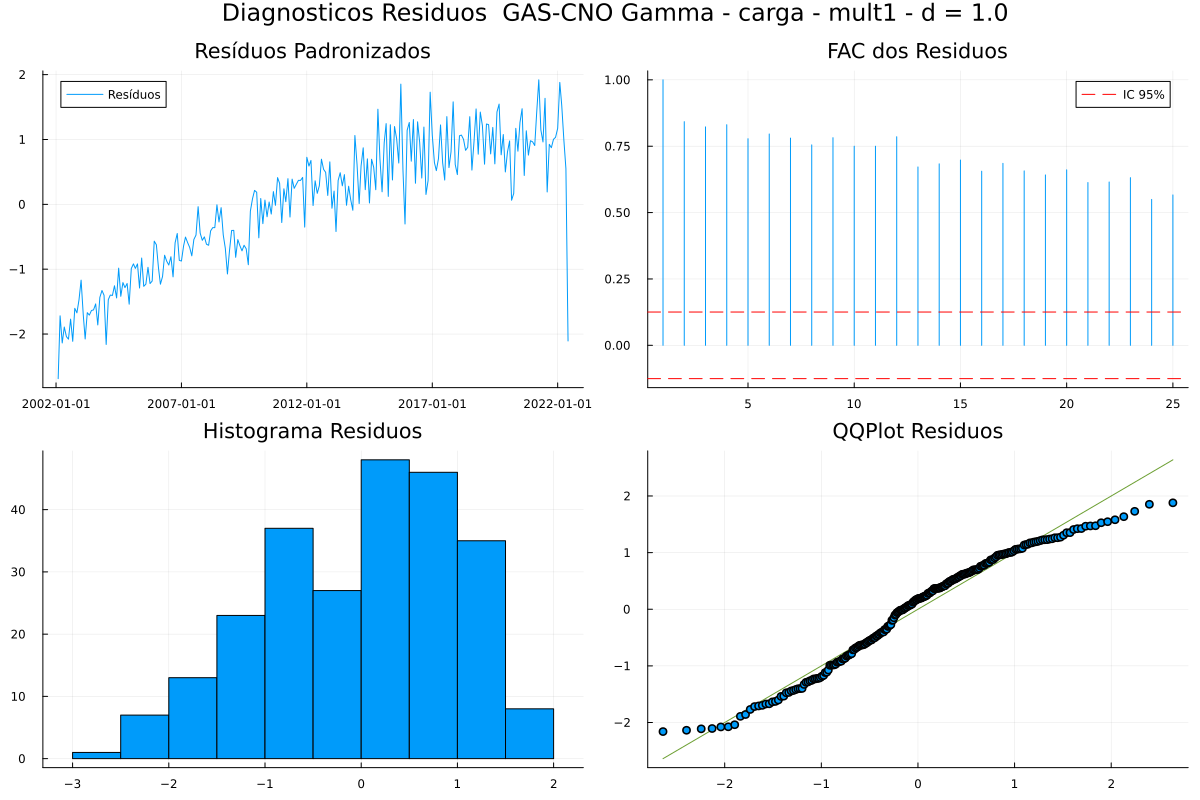 Diagnosticos Residuos  GAS-CNO Gamma - carga - mult1 - d = 1.0
Resíduos Padronizados
2
1
0
−1
−2
Resíduos
2002-01-01 2007-01-01 2012-01-01 2017-01-01 2022-01-01
FAC dos Residuos
1.00
0.75
0.50
0.25
0.00
IC 95%
5 10 15 20 25
Histograma Residuos
40
30
20
10
0
−3 −2 −1 0 1 2
QQPlot Residuos
2
1
0
−1
−2
−2 −1 0 1 2